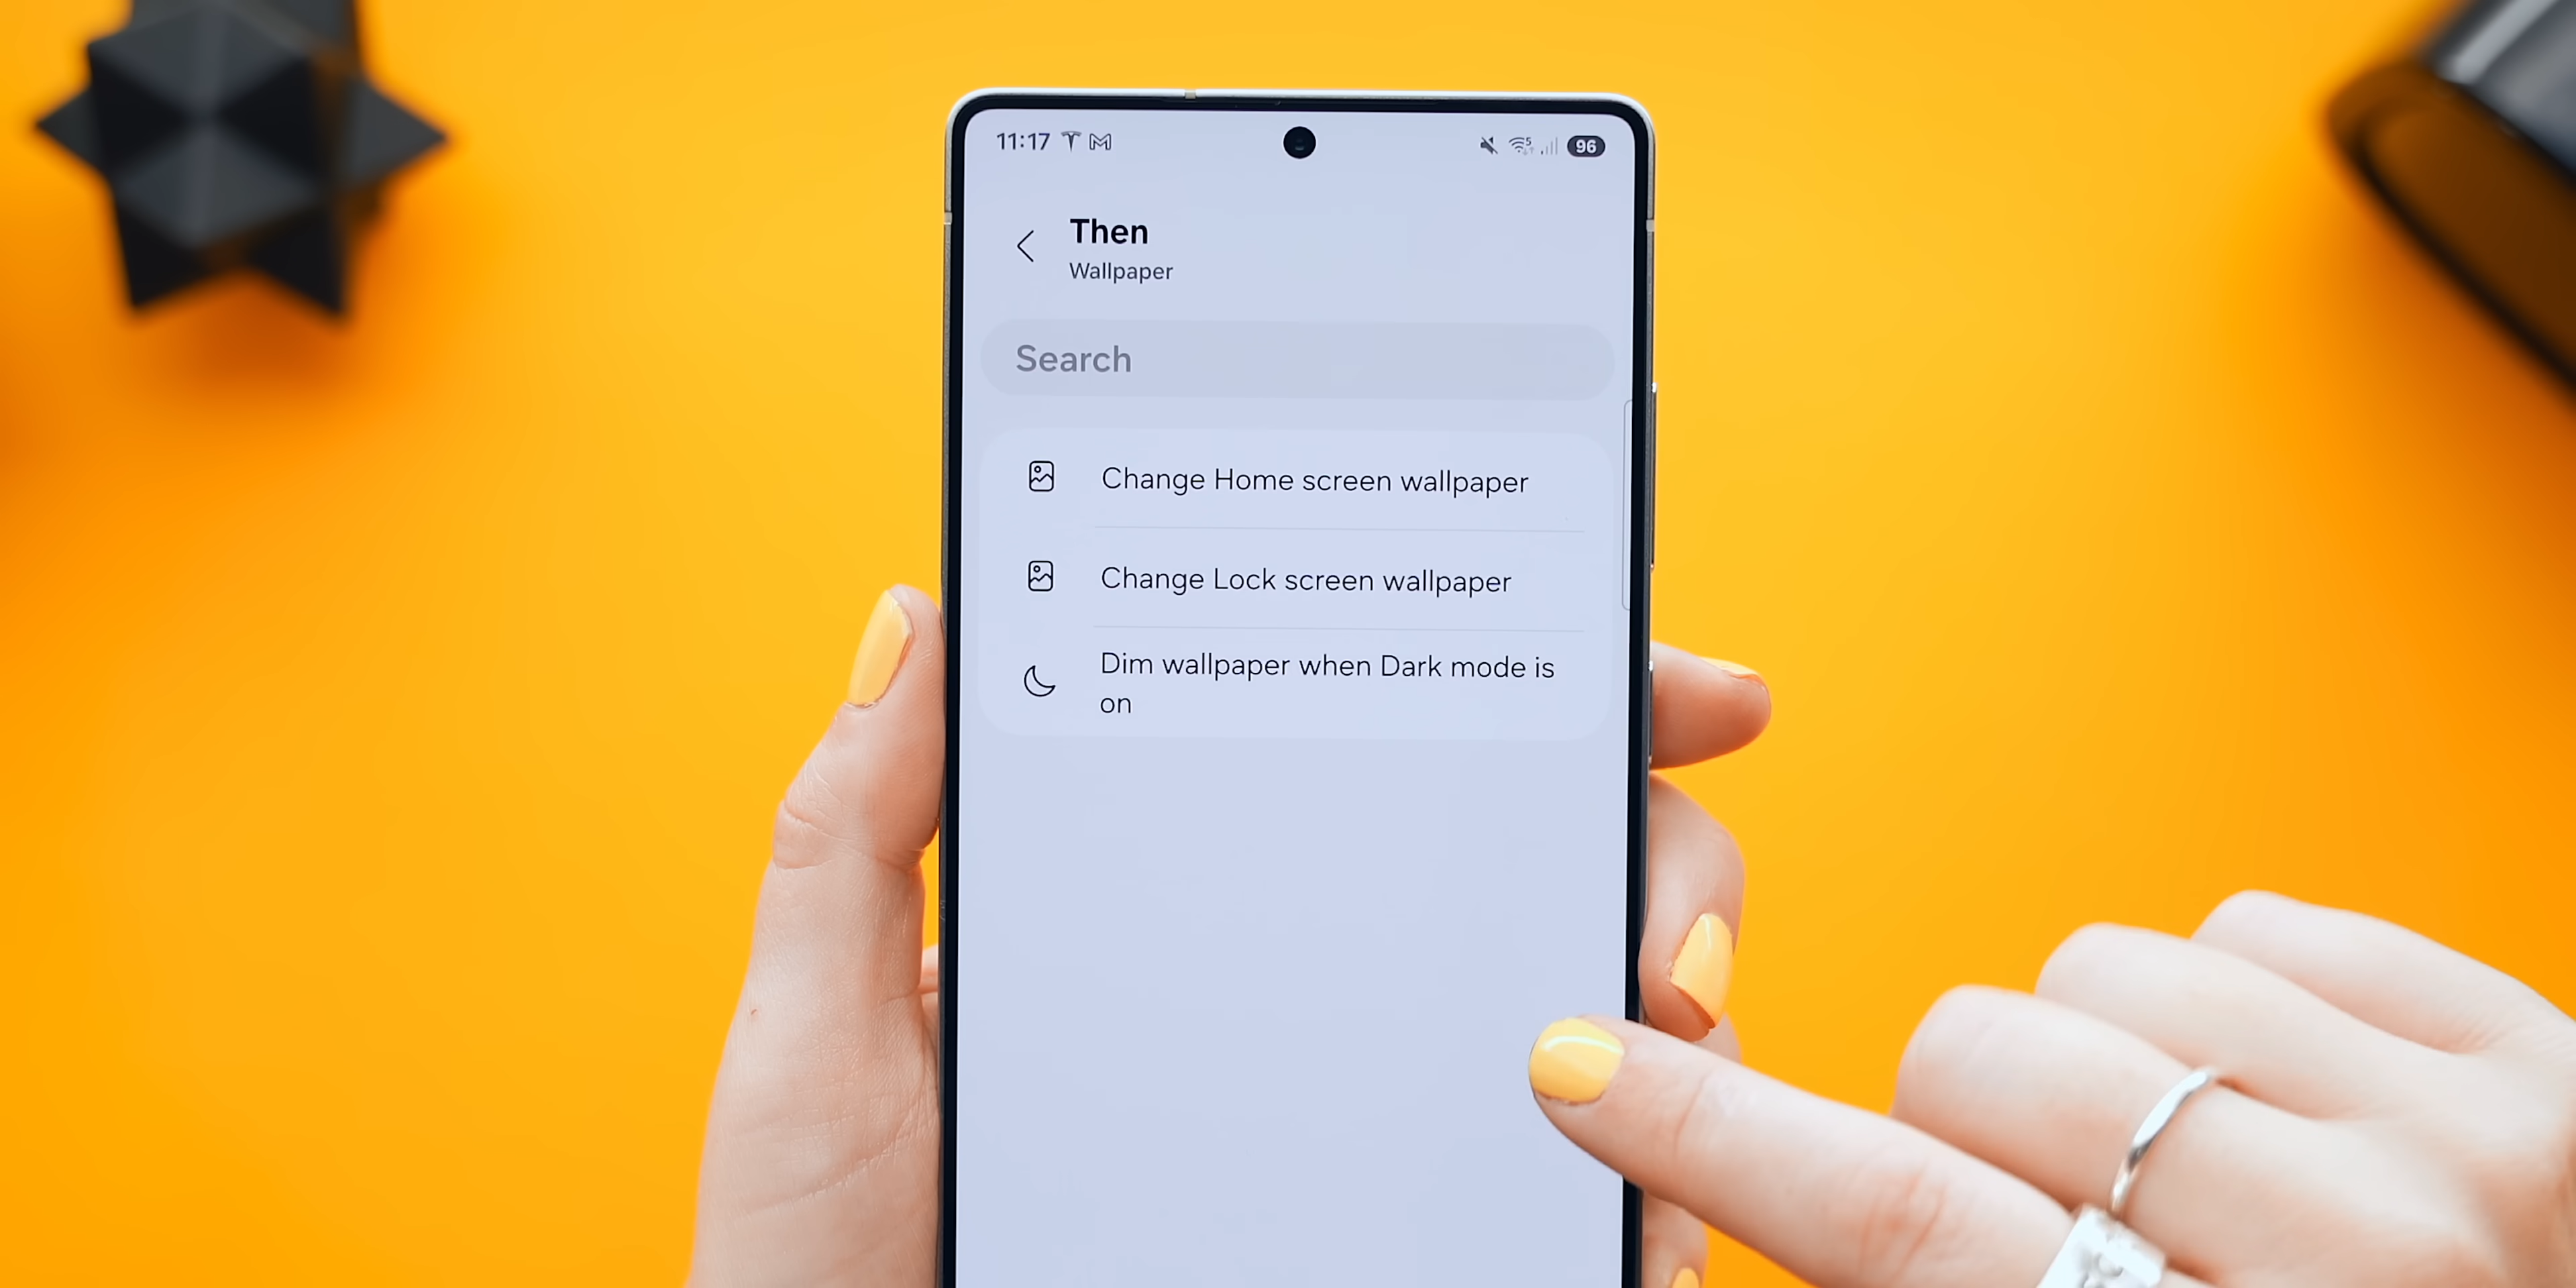 11:17
96
Then
Wallpaper
Search
Change Home screen wallpaper
Change Lock screen wallpaper
Dim wallpaper when Dark mode is
on